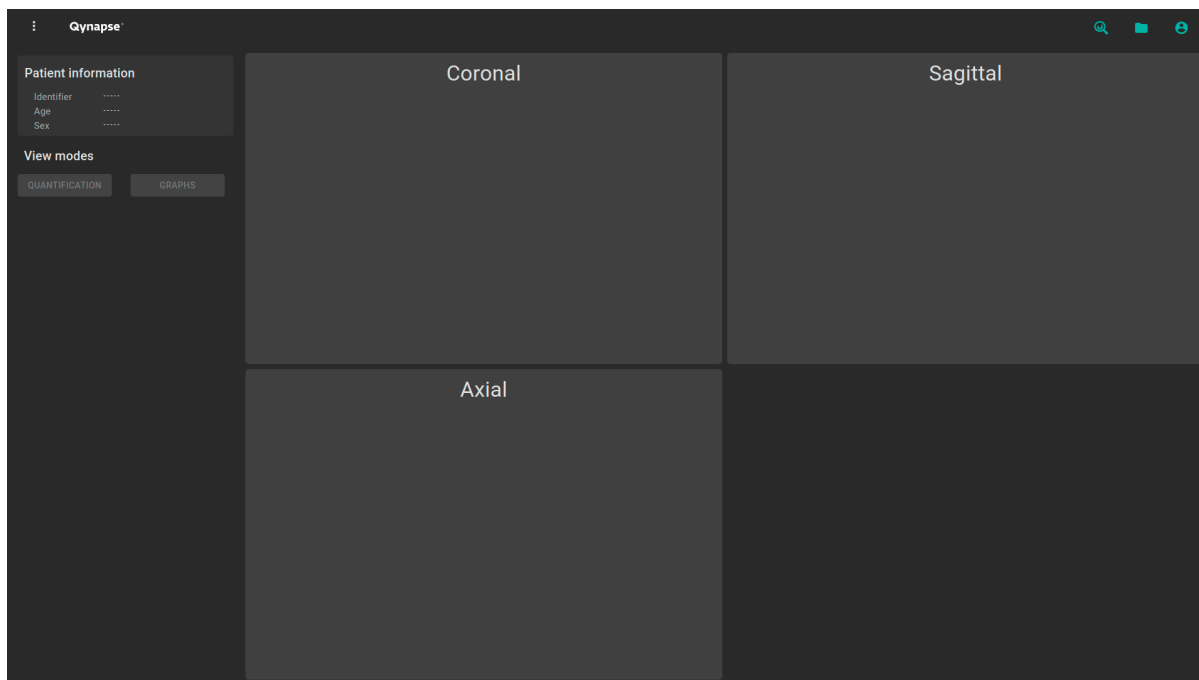 Qynapse
Patient information
Identifier -----
Age -----
Sex -----
View modes
QUANTIFICATION
GRAPHS
Coronal
Sagittal
Axial